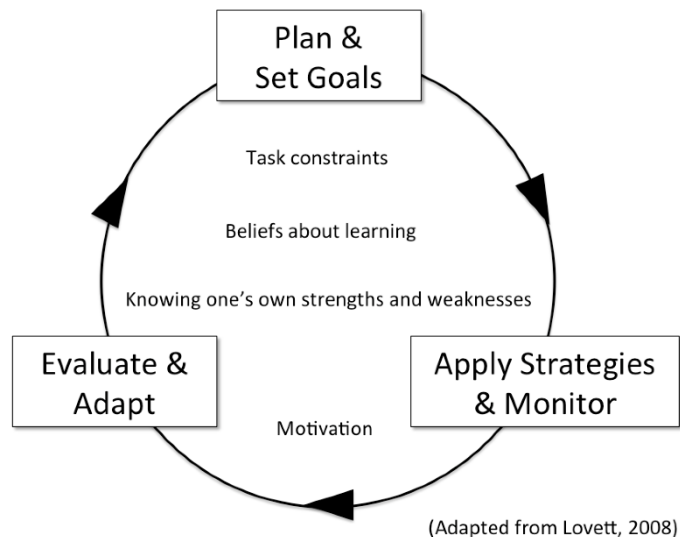 Plan &
Set Goals
Task constraints
Beliefs about learning
Knowing one's own strengths and weaknesses
Evaluate &
Adapt
Apply Strategies
& Monitor
Motivation
(Adapted from Lovett, 2008)